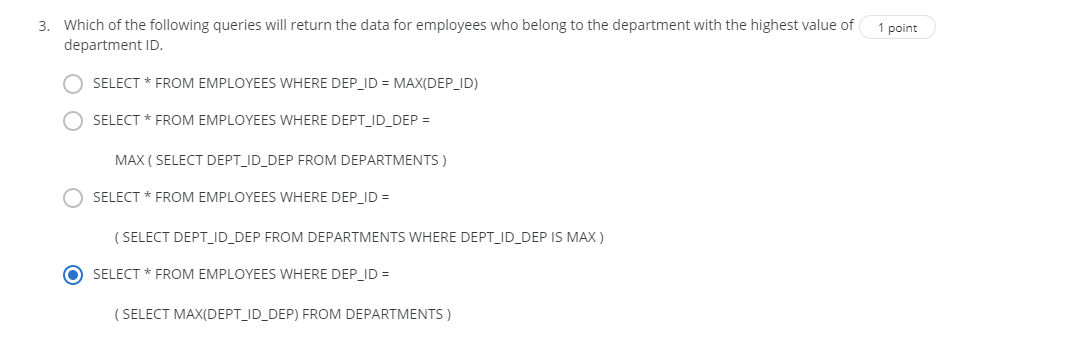 3. Which of the following queries will return the data for employees who belong to the department with the highest value of 1 point
department ID.
SELECT * FROM EMPLOYEES WHERE DEP_ID = MAX(DEP_ID)
SELECT * FROM EMPLOYEES WHERE DEPT_ID_DEP =
MAX ( SELECT DEPT_ID_DEP FROM DEPARTMENTS )
SELECT * FROM EMPLOYEES WHERE DEP_ID =
( SELECT DEPT_ID_DEP FROM DEPARTMENTS WHERE DEPT_ID_DEP IS MAX )
SELECT * FROM EMPLOYEES WHERE DEP_ID =
( SELECT MAX(DEPT_ID_DEP) FROM DEPARTMENTS )